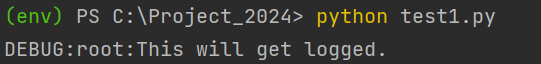 (env) PS C:\Project_2024> python test1.py
DEBUG:root:This will get logged.